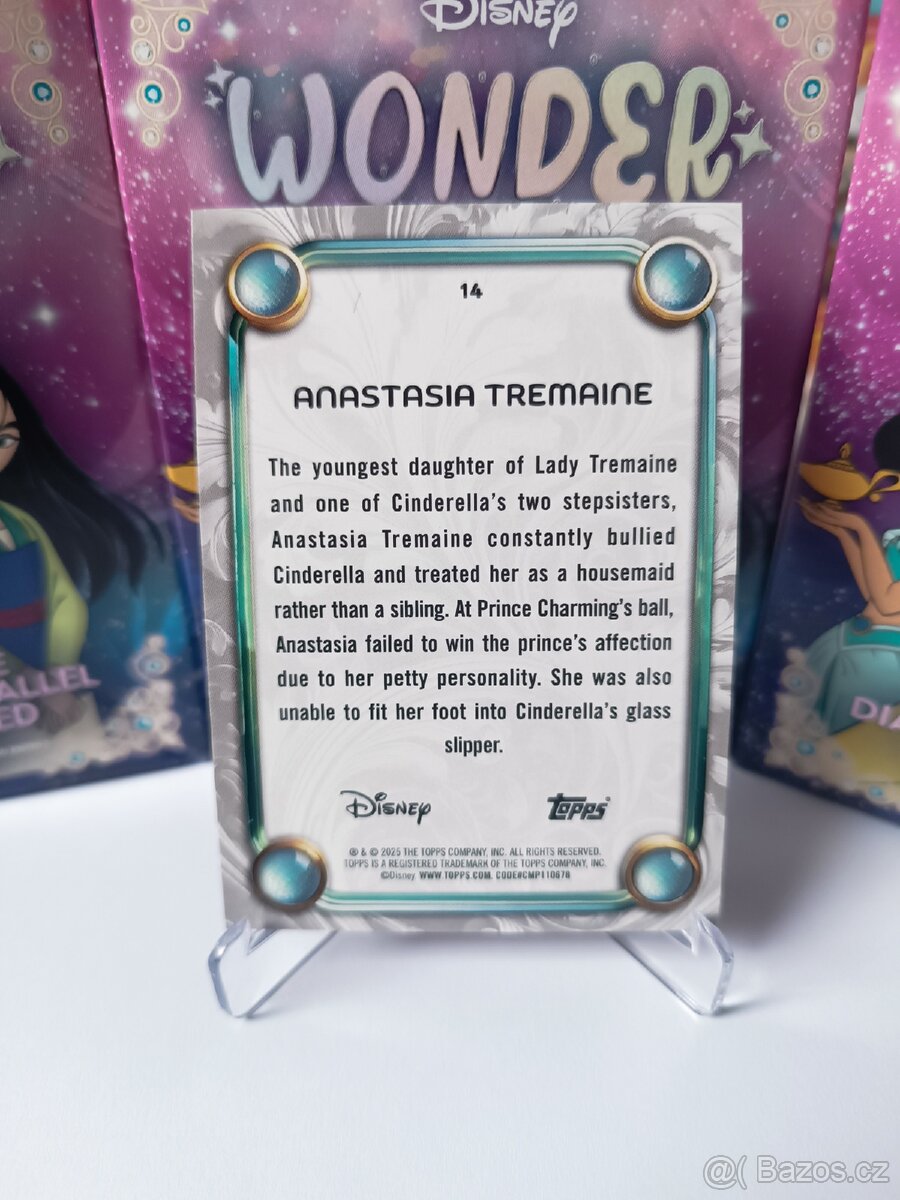 Disney
WONDER
14
ANASTASIA TREMAINE
The youngest daughter of Lady Tremaine
and one of Cinderella's two stepsisters,
Anastasia Tremaine constantly bullied
Cinderella and treated her as a housemaid
rather than a sibling. At Prince Charming's ball,
Anastasia failed to win the prince's affection
due to her petty personality. She was also
unable to fit her foot into Cinderella's glass
slipper.
Disney
Topps®
® & © 2025 THE TOPPS COMPANY, INC. ALL RIGHTS RESERVED.
TOPPS IS A REGISTERED TRADEMARK OF THE TOPPS COMPANY, INC.
©Disney WWW.TOPPS.COM. CODE#CMP110678
@( Bazos.cz